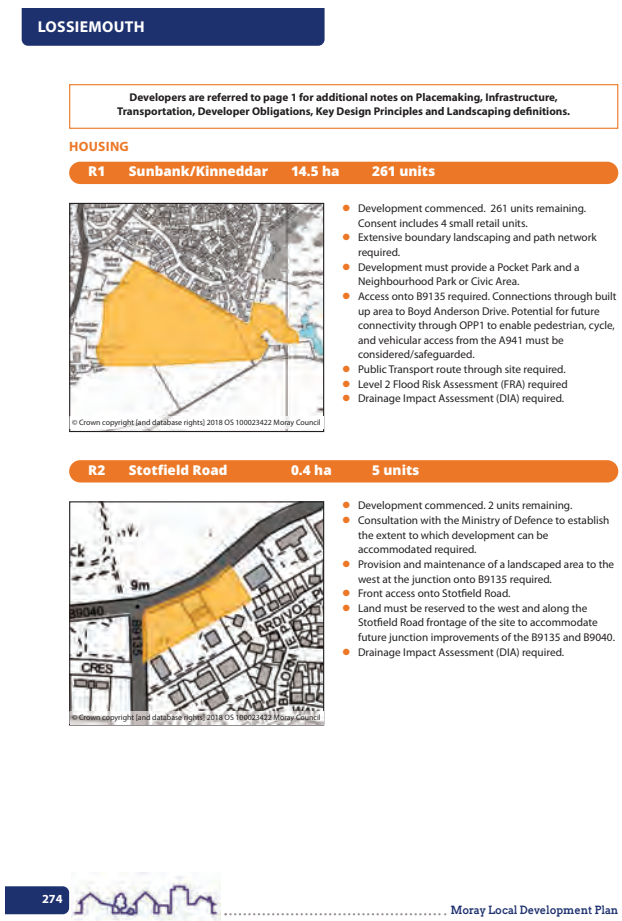 LOSSIEMOUTH
Developers are referred to page 1 for additional notes on Placemaking, Infrastructure,
Transportation, Developer Obligations, Key Design Principles and Landscaping definitions.
HOUSING
R1 Sunbank/Kinneddar 14.5 ha 261 units
© Crown copyright [and database rights] 2018 OS 100023422 Moray Council
● Development commenced. 261 units remaining.
Consent includes 4 small retail units.
● Extensive boundary landscaping and path network
required.
● Development must provide a Pocket Park and a
Neighbourhood Park or Civic Area.
● Access onto B9135 required. Connections through built
up area to Boyd Anderson Drive. Potential for future
connectivity through OPP1 to enable pedestrian, cycle,
and vehicular access from the A941 must be
considered/safeguarded.
● Public Transport route through site required.
● Level 2 Flood Risk Assessment (FRA) required
● Drainage Impact Assessment (DIA) required.
R2 Stotfield Road 0.4 ha 5 units
ck
9m
B9040
B9135
CRES
ARDIVOT P
© Crown copyright [and database rights] 2018 OS 100023422 Moray Council
● Development commenced. 2 units remaining.
● Consultation with the Ministry of Defence to establish
the extent to which development can be
accommodated required.
● Provision and maintenance of a landscaped area to the
west at the junction onto B9135 required.
● Front access onto Stotfield Road.
● Land must be reserved to the west and along the
Stotfield Road frontage of the site to accommodate
future junction improvements of the B9135 and B9040.
● Drainage Impact Assessment (DIA) required.
274
Moray Local Development Plan